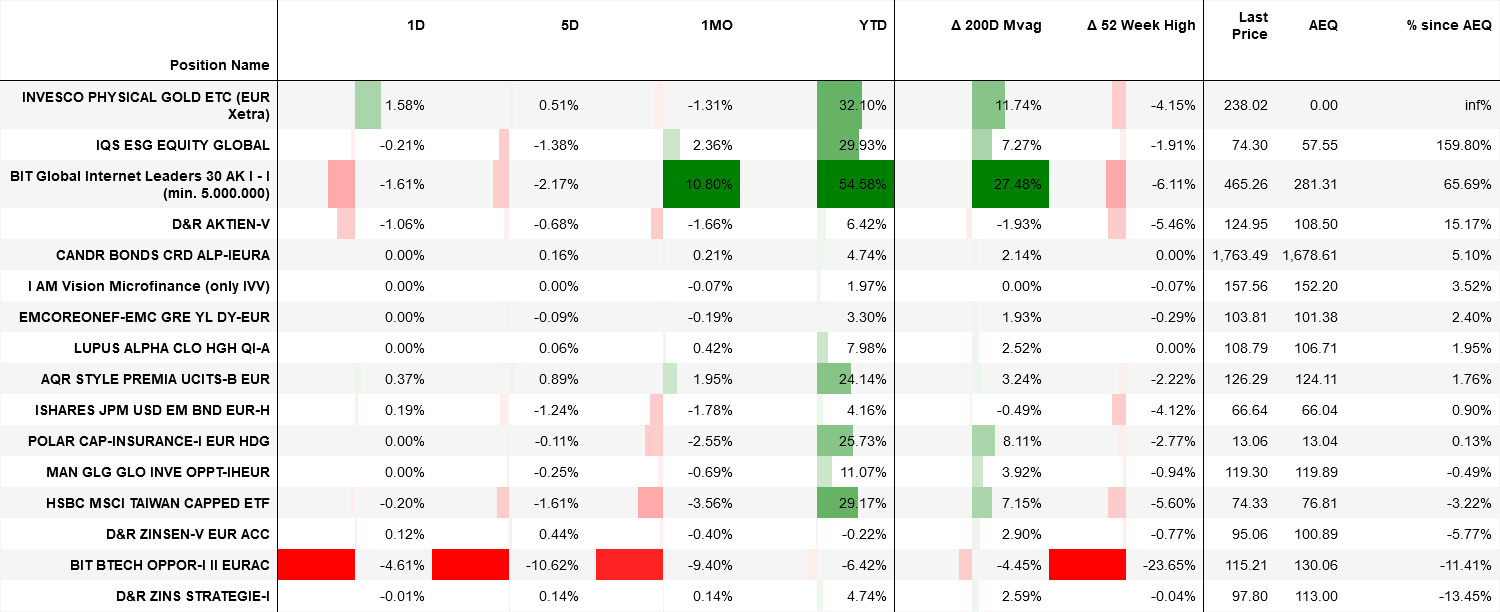 Position Name 1D 5D 1MO YTD Δ 200D Mvag Δ 52 Week High Last Price AEQ % since AEQ
INVESCO PHYSICAL GOLD ETC (EUR Xetra) 1.58% 0.51% -1.31% 32.10% 11.74% -4.15% 238.02 0.00 inf%
IQS ESG EQUITY GLOBAL -0.21% -1.38% 2.36% 29.93% 7.27% -1.91% 74.30 57.55 159.80%
BIT Global Internet Leaders 30 AK I - I (min. 5.000.000) -1.61% -2.17% 10.80% 54.58% 27.48% -6.11% 465.26 281.31 65.69%
D&R AKTIEN-V -1.06% -0.68% -1.66% 6.42% -1.93% -5.46% 124.95 108.50 15.17%
CANDR BONDS CRD ALP-IEURA 0.00% 0.16% 0.21% 4.74% 2.14% 0.00% 1,763.49 1,678.61 5.10%
I AM Vision Microfinance (only IVV) 0.00% 0.00% -0.07% 1.97% 0.00% -0.07% 157.56 152.20 3.52%
EMCOREONEF-EMC GRE YL DY-EUR 0.00% -0.09% -0.19% 3.30% 1.93% -0.29% 103.81 101.38 2.40%
LUPUS ALPHA CLO HGH QI-A 0.00% 0.06% 0.42% 7.98% 2.52% 0.00% 108.79 106.71 1.95%
AQR STYLE PREMIA UCITS-B EUR 0.37% 0.89% 1.95% 24.14% 3.24% -2.22% 126.29 124.11 1.76%
ISHARES JPM USD EM BND EUR-H 0.19% -1.24% -1.78% 4.16% -0.49% -4.12% 66.64 66.04 0.90%
POLAR CAP-INSURANCE-I EUR HDG 0.00% -0.11% -2.55% 25.73% 8.11% -2.77% 13.06 13.04 0.13%
MAN GLG GLO INVE OPPT-IHEUR 0.00% -0.25% -0.69% 11.07% 3.92% -0.94% 119.30 119.89 -0.49%
HSBC MSCI TAIWAN CAPPED ETF -0.20% -1.61% -3.56% 29.17% 7.15% -5.60% 74.33 76.81 -3.22%
D&R ZINSEN-V EUR ACC 0.12% 0.44% -0.40% -0.22% 2.90% -0.77% 95.06 100.89 -5.77%
BIT BTECH OPPOR-I II EURAC -4.61% -10.62% -9.40% -6.42% -4.45% -23.65% 115.21 130.06 -11.41%
D&R ZINS STRATEGIE-I -0.01% 0.14% 0.14% 4.74% 2.59% -0.04% 97.80 113.00 -13.45%